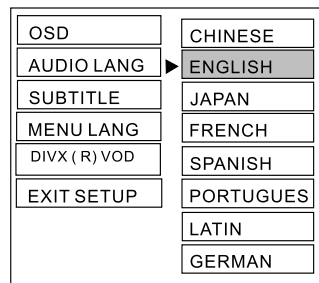 OSD
AUDIO LANG
SUBTITLE
MENU LANG
DIVX ( R ) VOD
EXIT SETUP
CHINESE
ENGLISH
JAPAN
FRENCH
SPANISH
PORTUGUES
LATIN
GERMAN